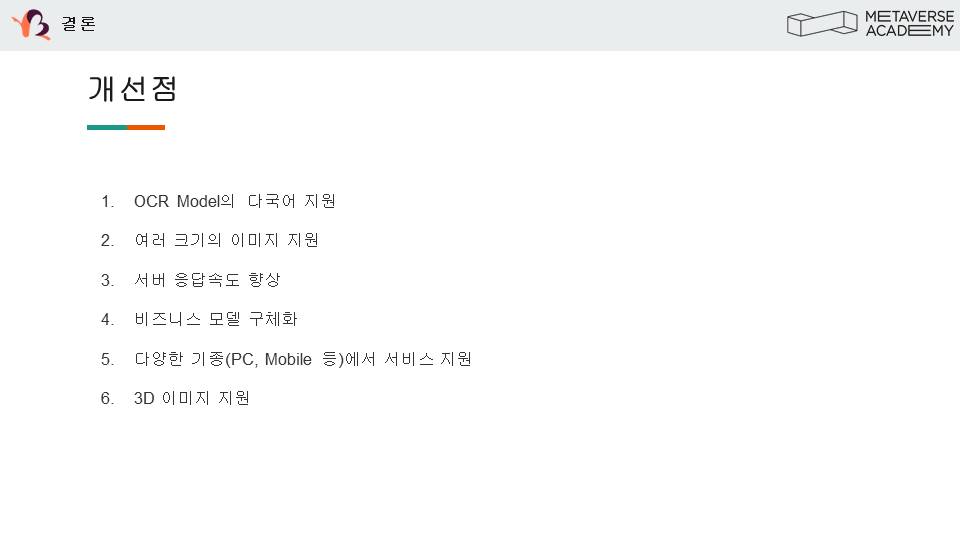 결론
METAVERSE
ACADEMY
개선점
1. OCR Model의 다국어 지원
2. 여러 크기의 이미지 지원
3. 서버 응답속도 향상
4. 비즈니스 모델 구체화
5. 다양한 기종(PC, Mobile 등)에서 서비스 지원
6. 3D 이미지 지원